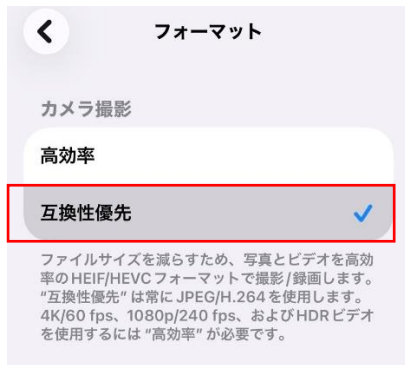 フォーマット
カメラ撮影
高効率
互換性優先
ファイルサイズを減らすため、写真とビデオを高効
率のHEIF/HEVCフォーマットで撮影/録画します。
“互換性優先” は常にJPEG/H.264を使用します。
4K/60 fps、1080p/240 fps、およびHDRビデオ
を使用するには “高効率” が必要です。